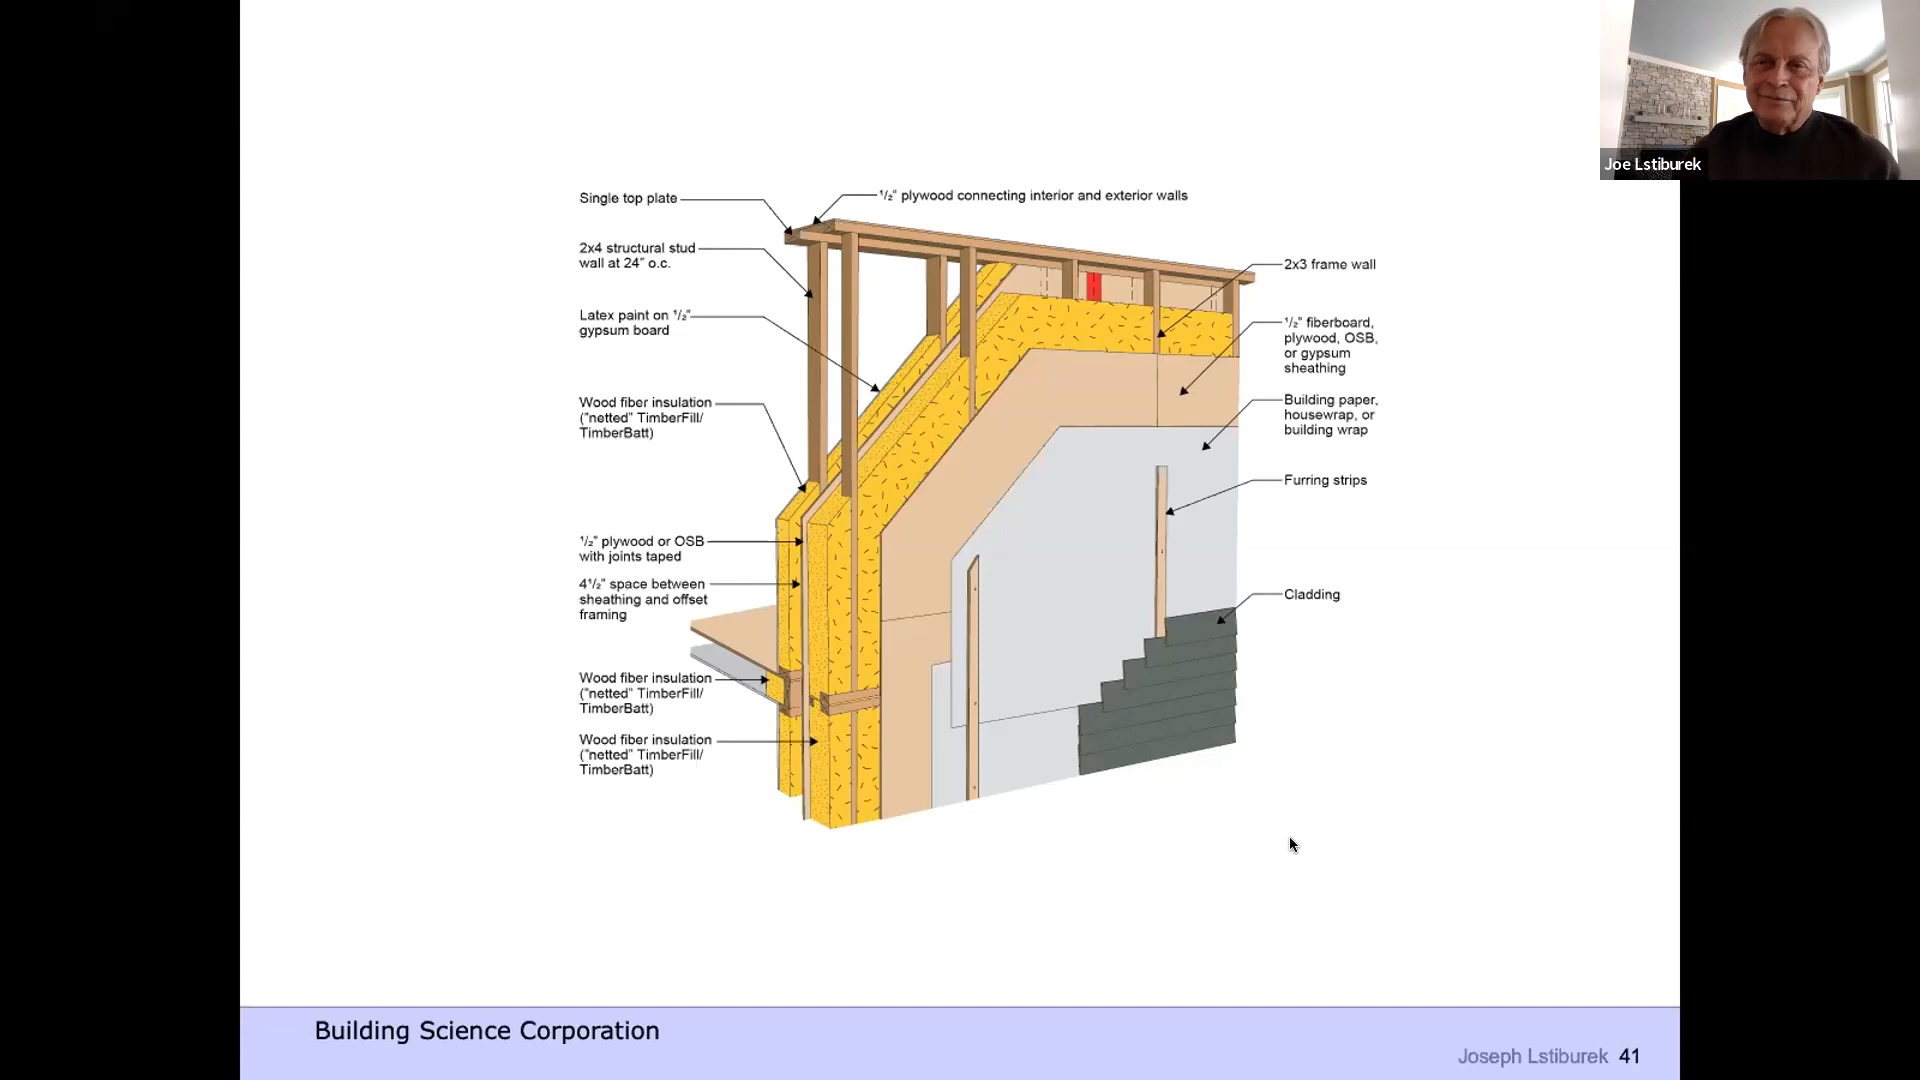 Joe Lstiburek
Single top plate
½" plywood connecting interior and exterior walls
2x4 structural stud
wall at 24" o.c.
2x3 frame wall
Latex paint on ½"
gypsum board
½" fiberboard,
plywood, OSB,
or gypsum
sheathing
Wood fiber insulation
("netted" TimberFill/
TimberBatt)
Building paper,
housewrap, or
building wrap
Furring strips
½" plywood or OSB
with joints taped
4½" space between
sheathing and offset
framing
Cladding
Wood fiber insulation
("netted" TimberFill/
TimberBatt)
Wood fiber insulation
("netted" TimberFill/
TimberBatt)
Building Science Corporation
Joseph Lstiburek 41